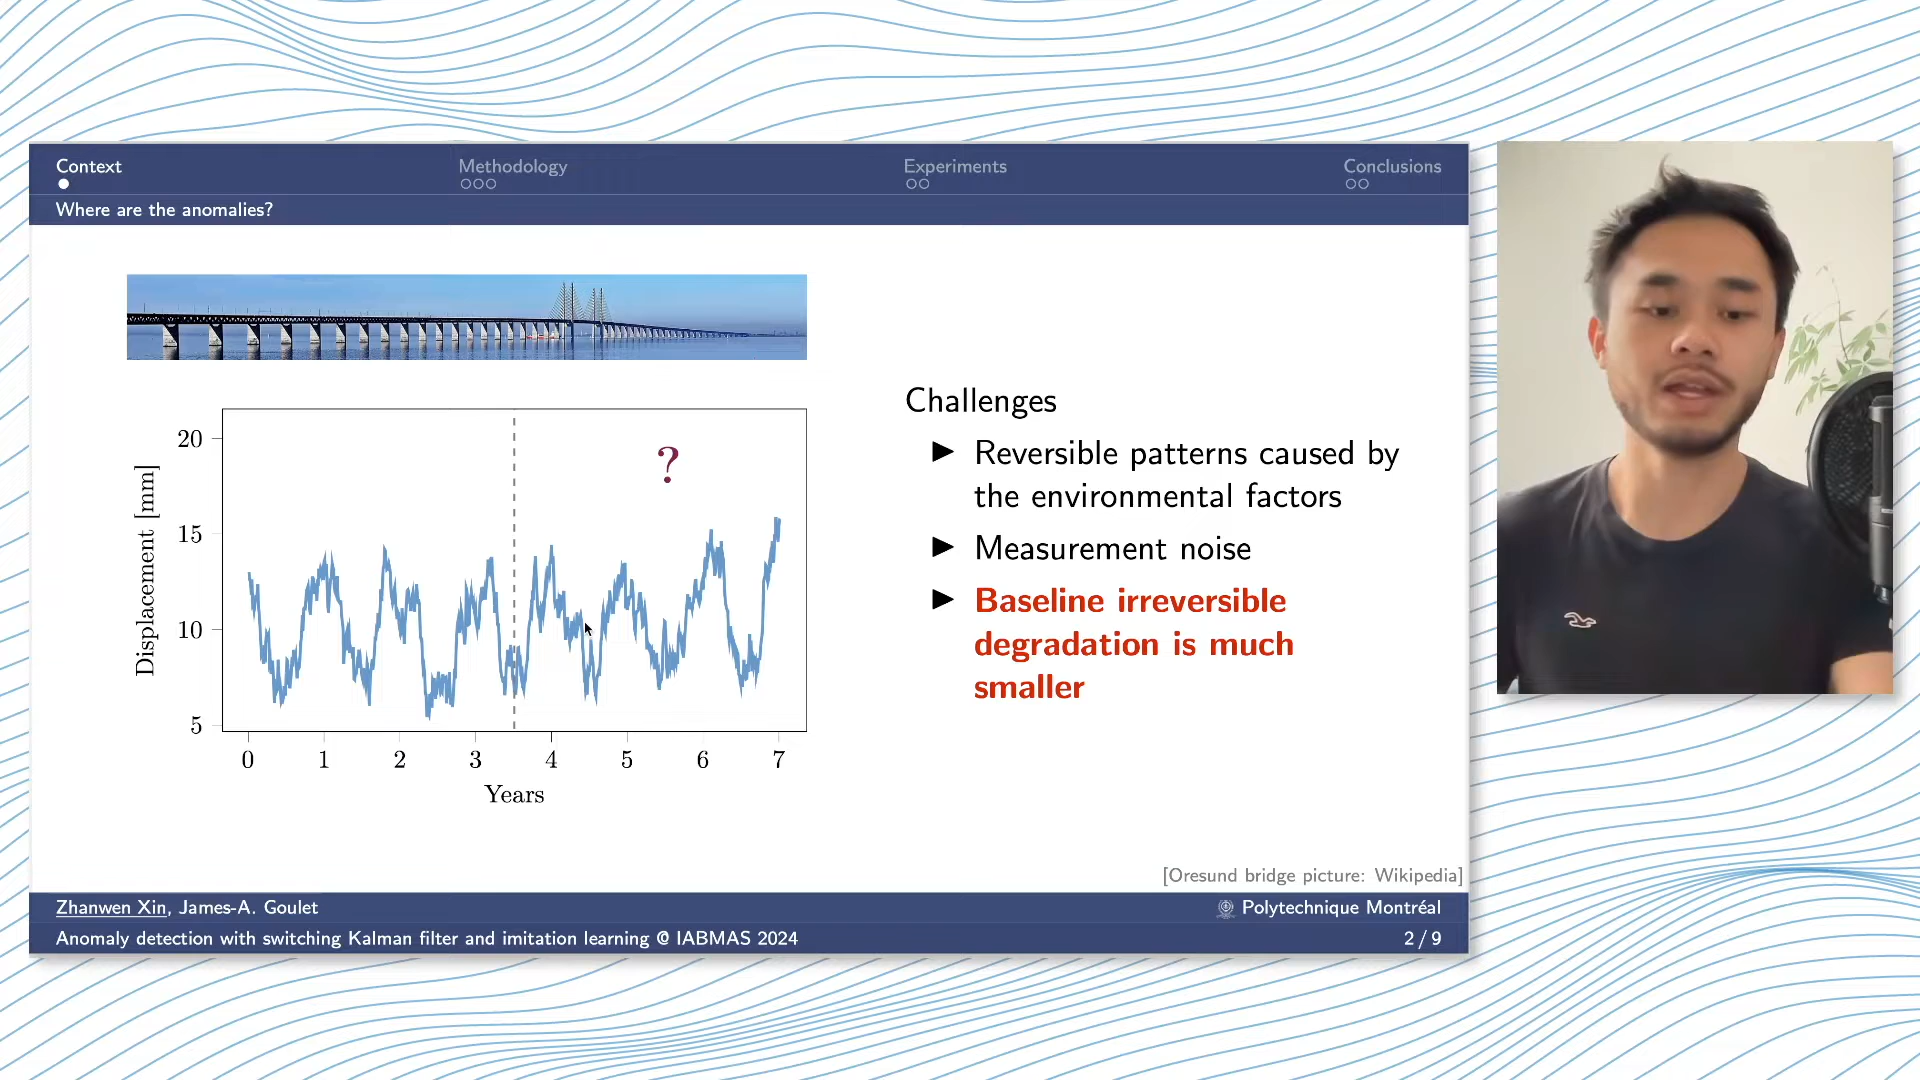 Context
Methodology
Experiments
Conclusions
Where are the anomalies?
20
15
10
5
Displacement [mm]
?
0 1 2 3 4 5 6 7
Years
Challenges
Reversible patterns caused by
the environmental factors
Measurement noise
Baseline irreversible
degradation is much
smaller
[Oresund bridge picture: Wikipedia]
Zhanwen Xin, James-A. Goulet
Polytechnique Montréal
Anomaly detection with switching Kalman filter and imitation learning @ IABMAS 2024
2 / 9